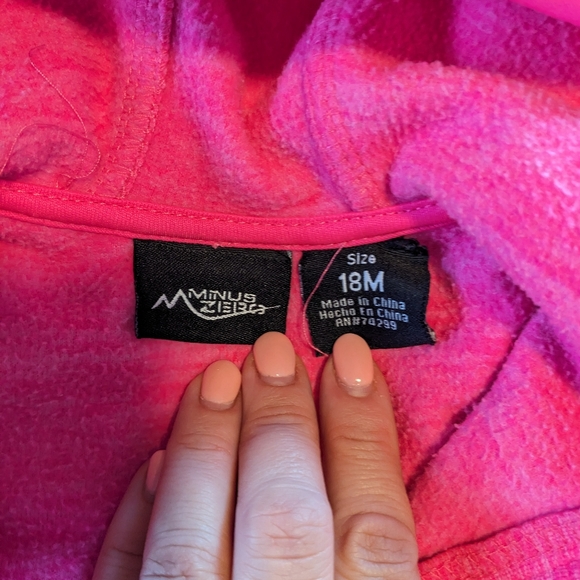 MINUS
ZERO
Size
18M
Made in China
Hecho En China
RN#74299